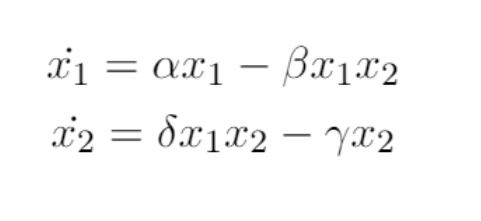 ẋ₁ = αx₁ − βx₁x₂
ẋ₂ = δx₁x₂ − γx₂